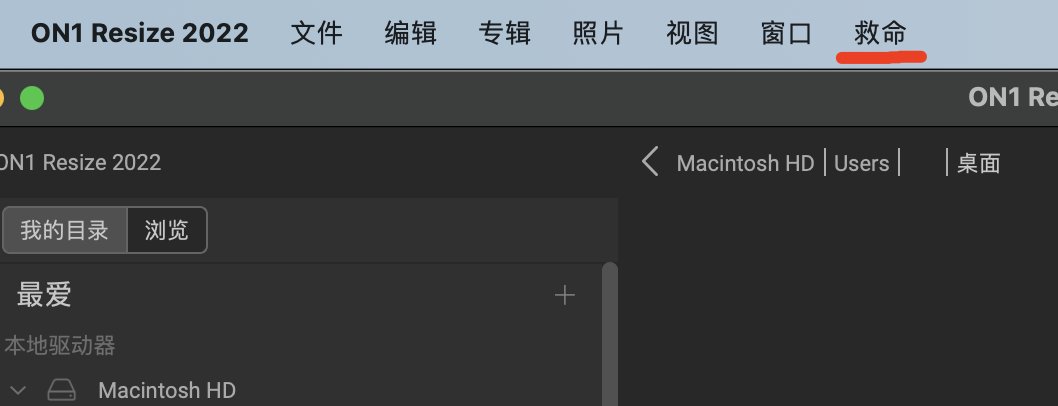 ON1 Resize 2022 文件 编辑 专辑 照片 视图 窗口 救命
ON1 Re
ON1 Resize 2022 Macintosh HD Users 桌面
我的目录 浏览
最爱
本地驱动器
Macintosh HD